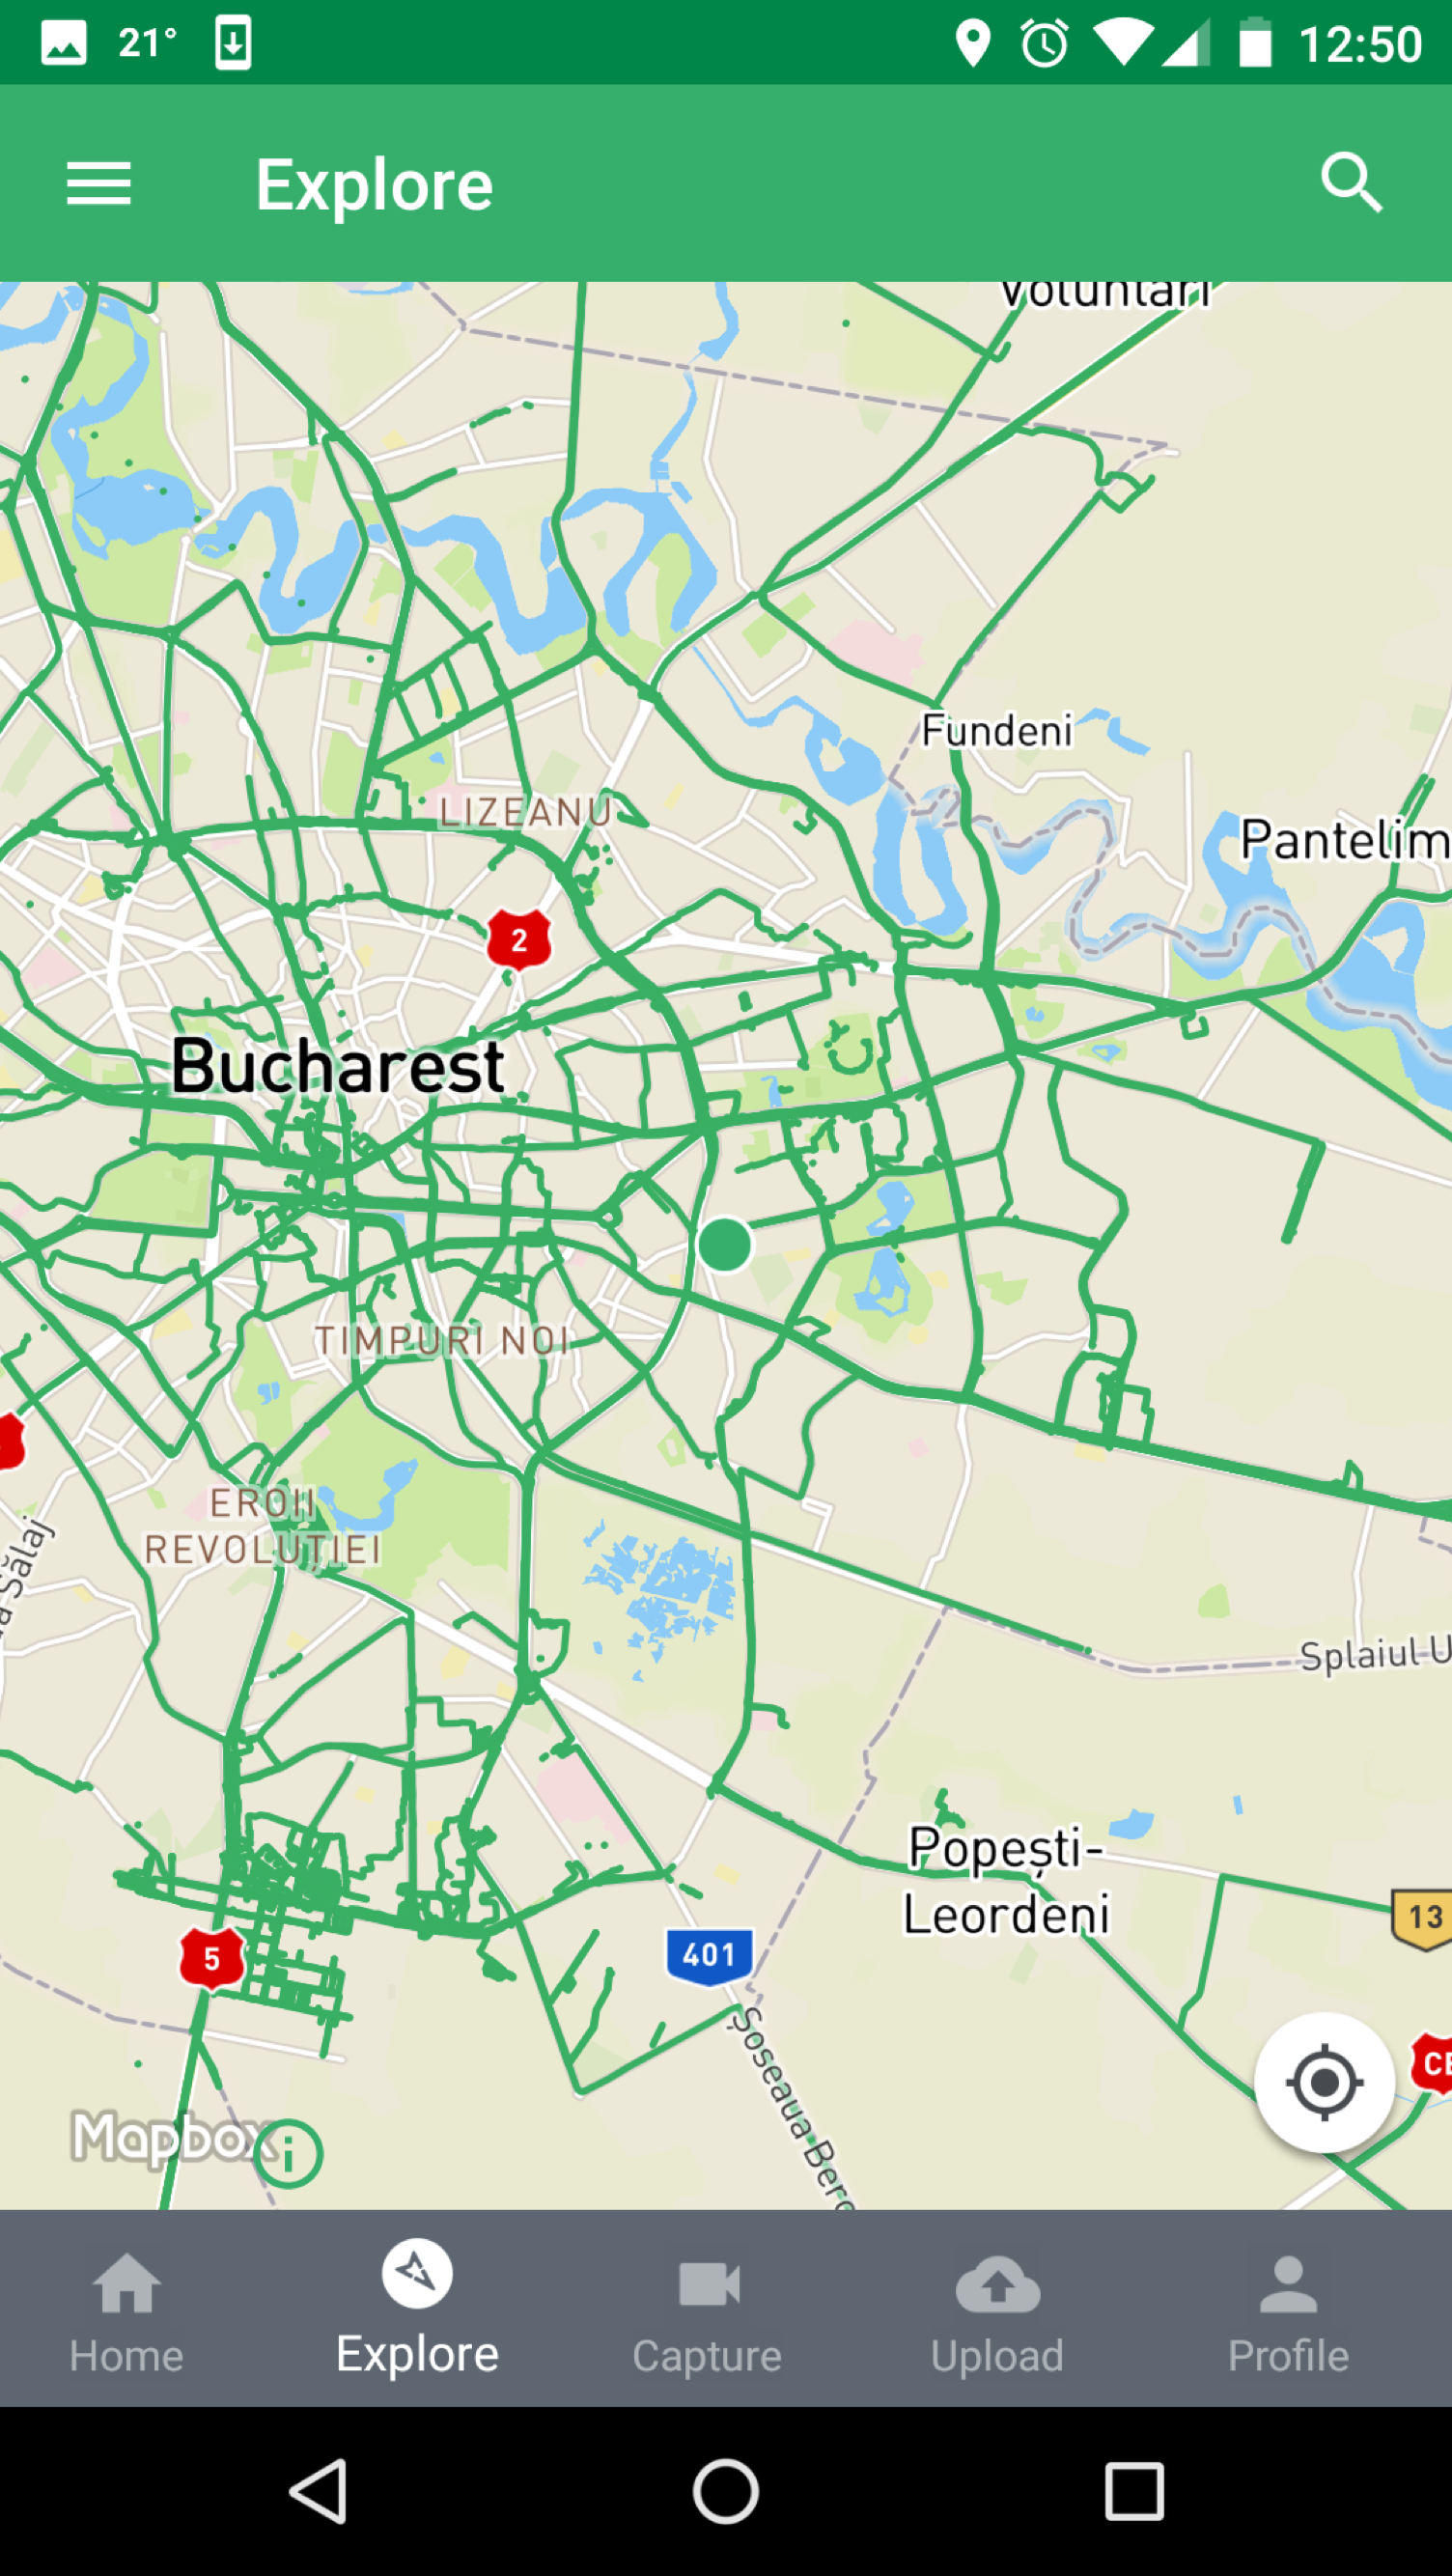 21° 12:50
Explore
Voluntari
Fundeni
LIZEANU
Pantelim
2
Bucharest
TIMPURI NOI
EROII
REVOLUȚIEI
Sălaj
Splaiul U
Popești-
Leordeni
13
401
5
Șoseaua Berc
CE
Mapbox
Home
Explore
Capture
Upload
Profile